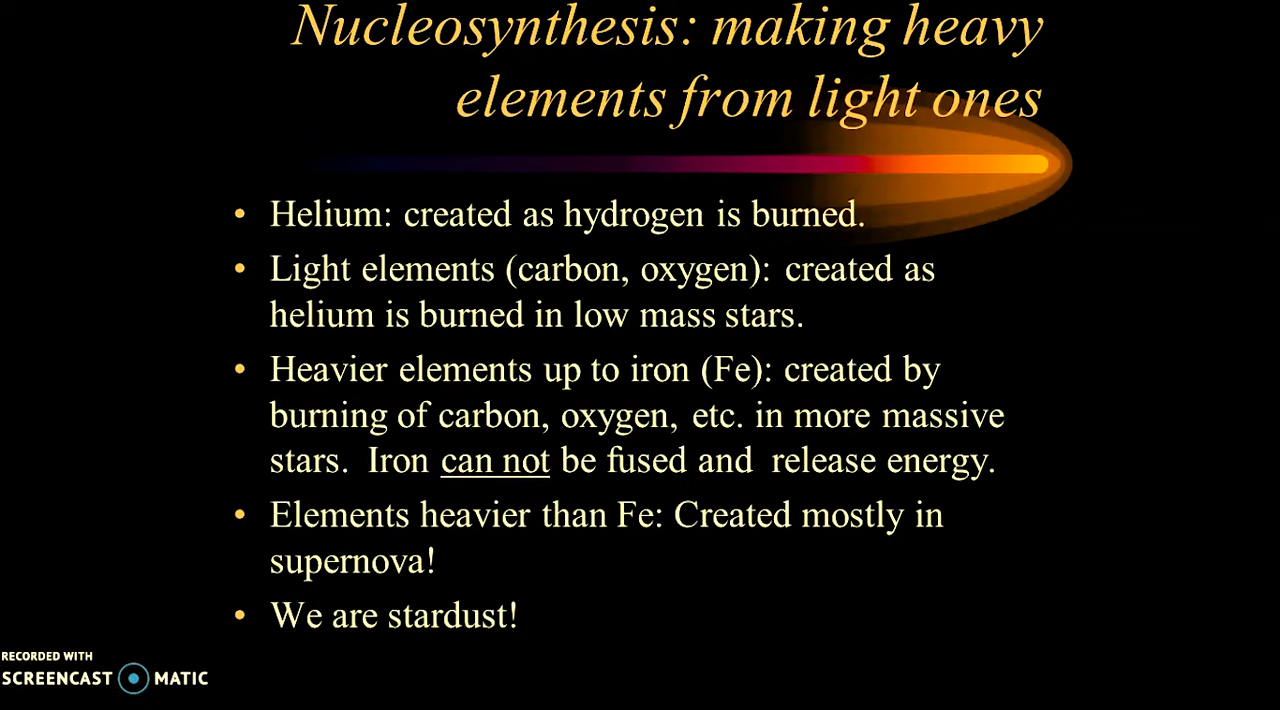 Nucleosynthesis: making heavy
elements from light ones
• Helium: created as hydrogen is burned.
• Light elements (carbon, oxygen): created as
helium is burned in low mass stars.
• Heavier elements up to iron (Fe): created by
burning of carbon, oxygen, etc. in more massive
stars. Iron can not be fused and release energy.
• Elements heavier than Fe: Created mostly in
supernova!
• We are stardust!
RECORDED WITH
SCREENCAST MATIC